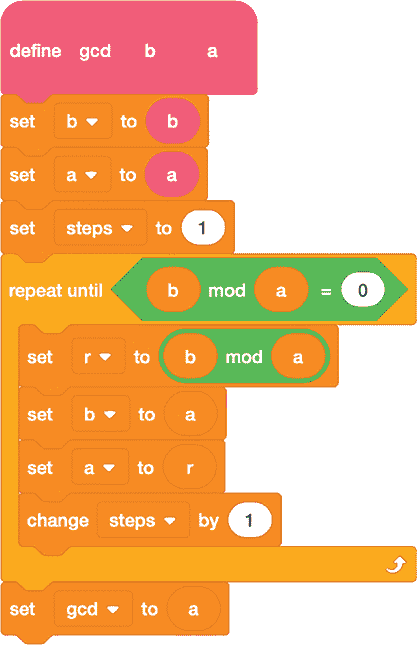 define gcd b a
set b to b
set a to a
set steps to 1
repeat until b mod a = 0
set r to b mod a
set b to a
set a to r
change steps by 1
set gcd to a